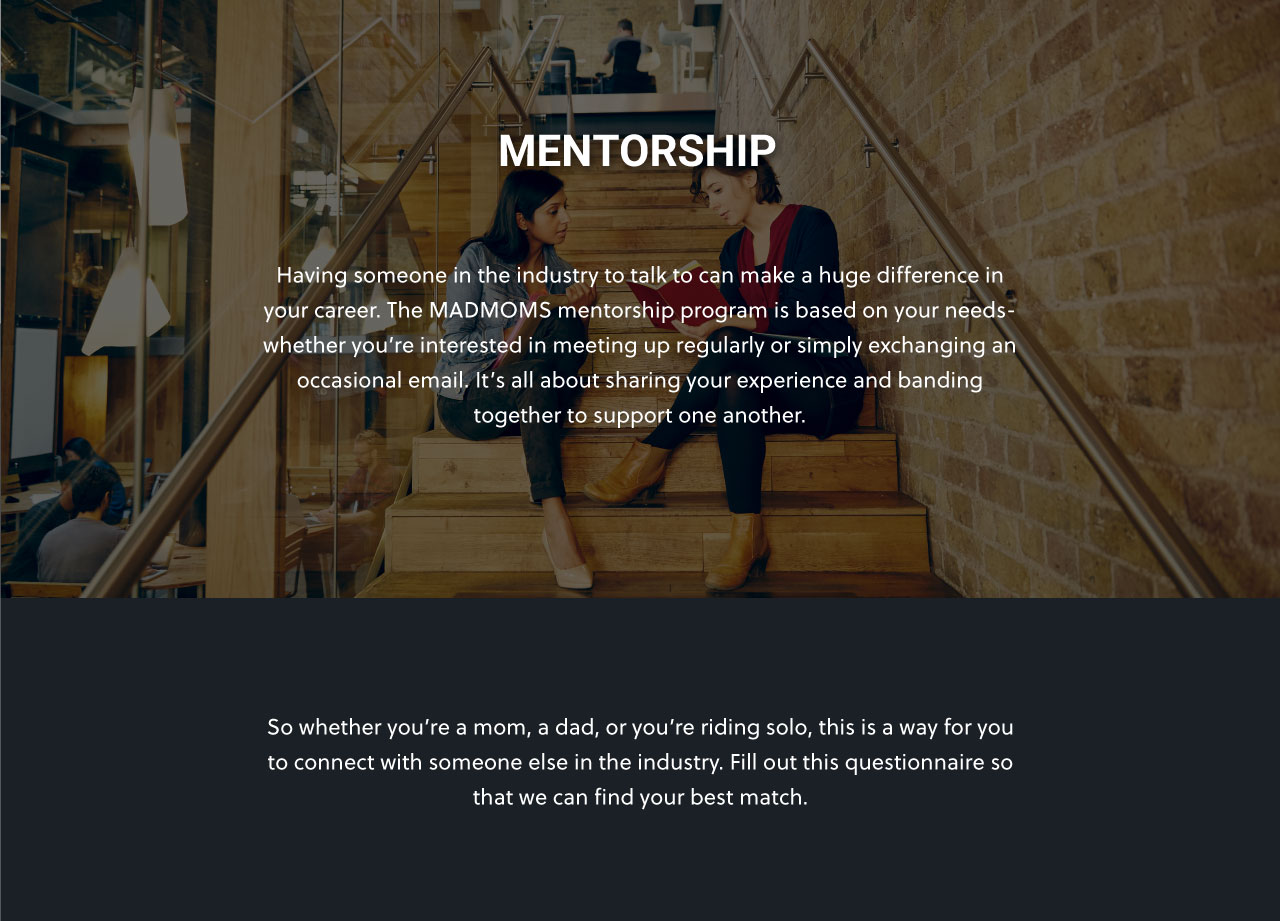 MENTORSHIP
Having someone in the industry to talk to can make a huge difference in
your career. The MADMOMS mentorship program is based on your needs-
whether you’re interested in meeting up regularly or simply exchanging an
occasional email. It’s all about sharing your experience and banding
together to support one another.
So whether you’re a mom, a dad, or you’re riding solo, this is a way for you
to connect with someone else in the industry. Fill out this questionnaire so
that we can find your best match.